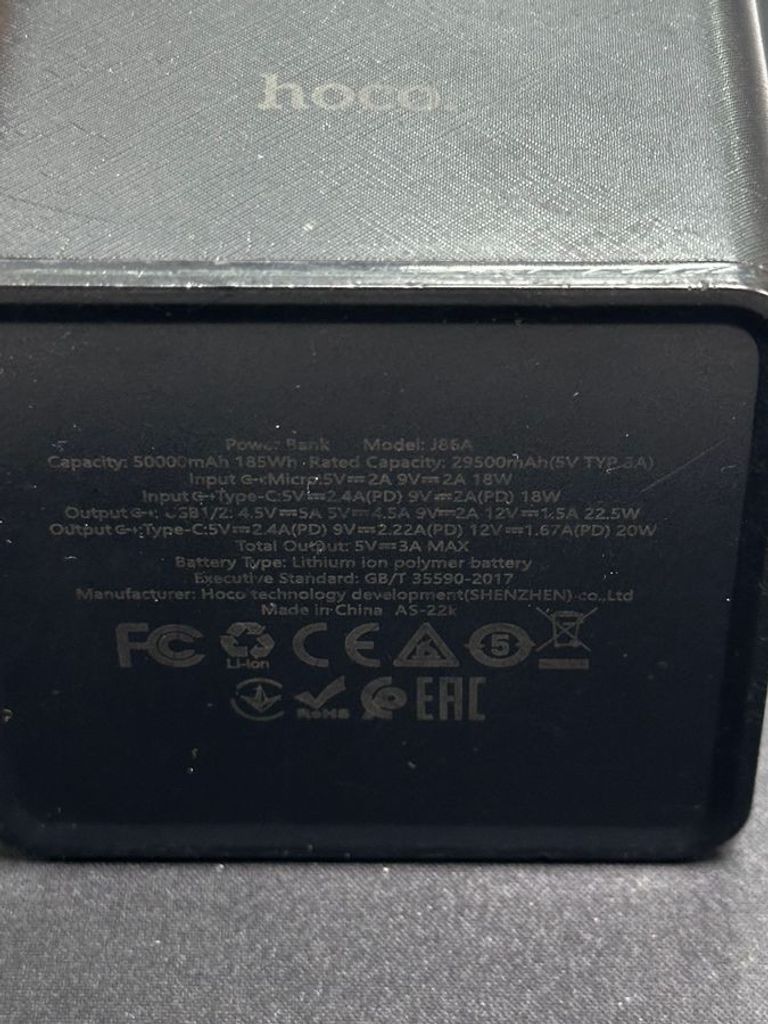 hoco.
Power Bank Model: J86A
Capacity: 50000mAh 185Wh Rated Capacity: 29500mAh(5V TYP 3A)
Input Micro:5V⎓2A 9V⎓2A 18W
Input Type-C:5V⎓2.4A(PD) 9V⎓2A(PD) 18W
Output USB1/2: 4.5V⎓5A 5V⎓4.5A 9V⎓2A 12V⎓1.5A 22.5W
Output Type-C:5V⎓2.4A(PD) 9V⎓2.22A(PD) 12V⎓1.67A(PD) 20W
Total Output: 5V⎓3A MAX
Battery Type: Lithium ion polymer battery
Executive Standard: GB/T 35590-2017
Manufacturer: Hoco technology development(SHENZHEN) co.,Ltd
Made in China AS-22k
FC Li-ion CE 5
RoHS EAC